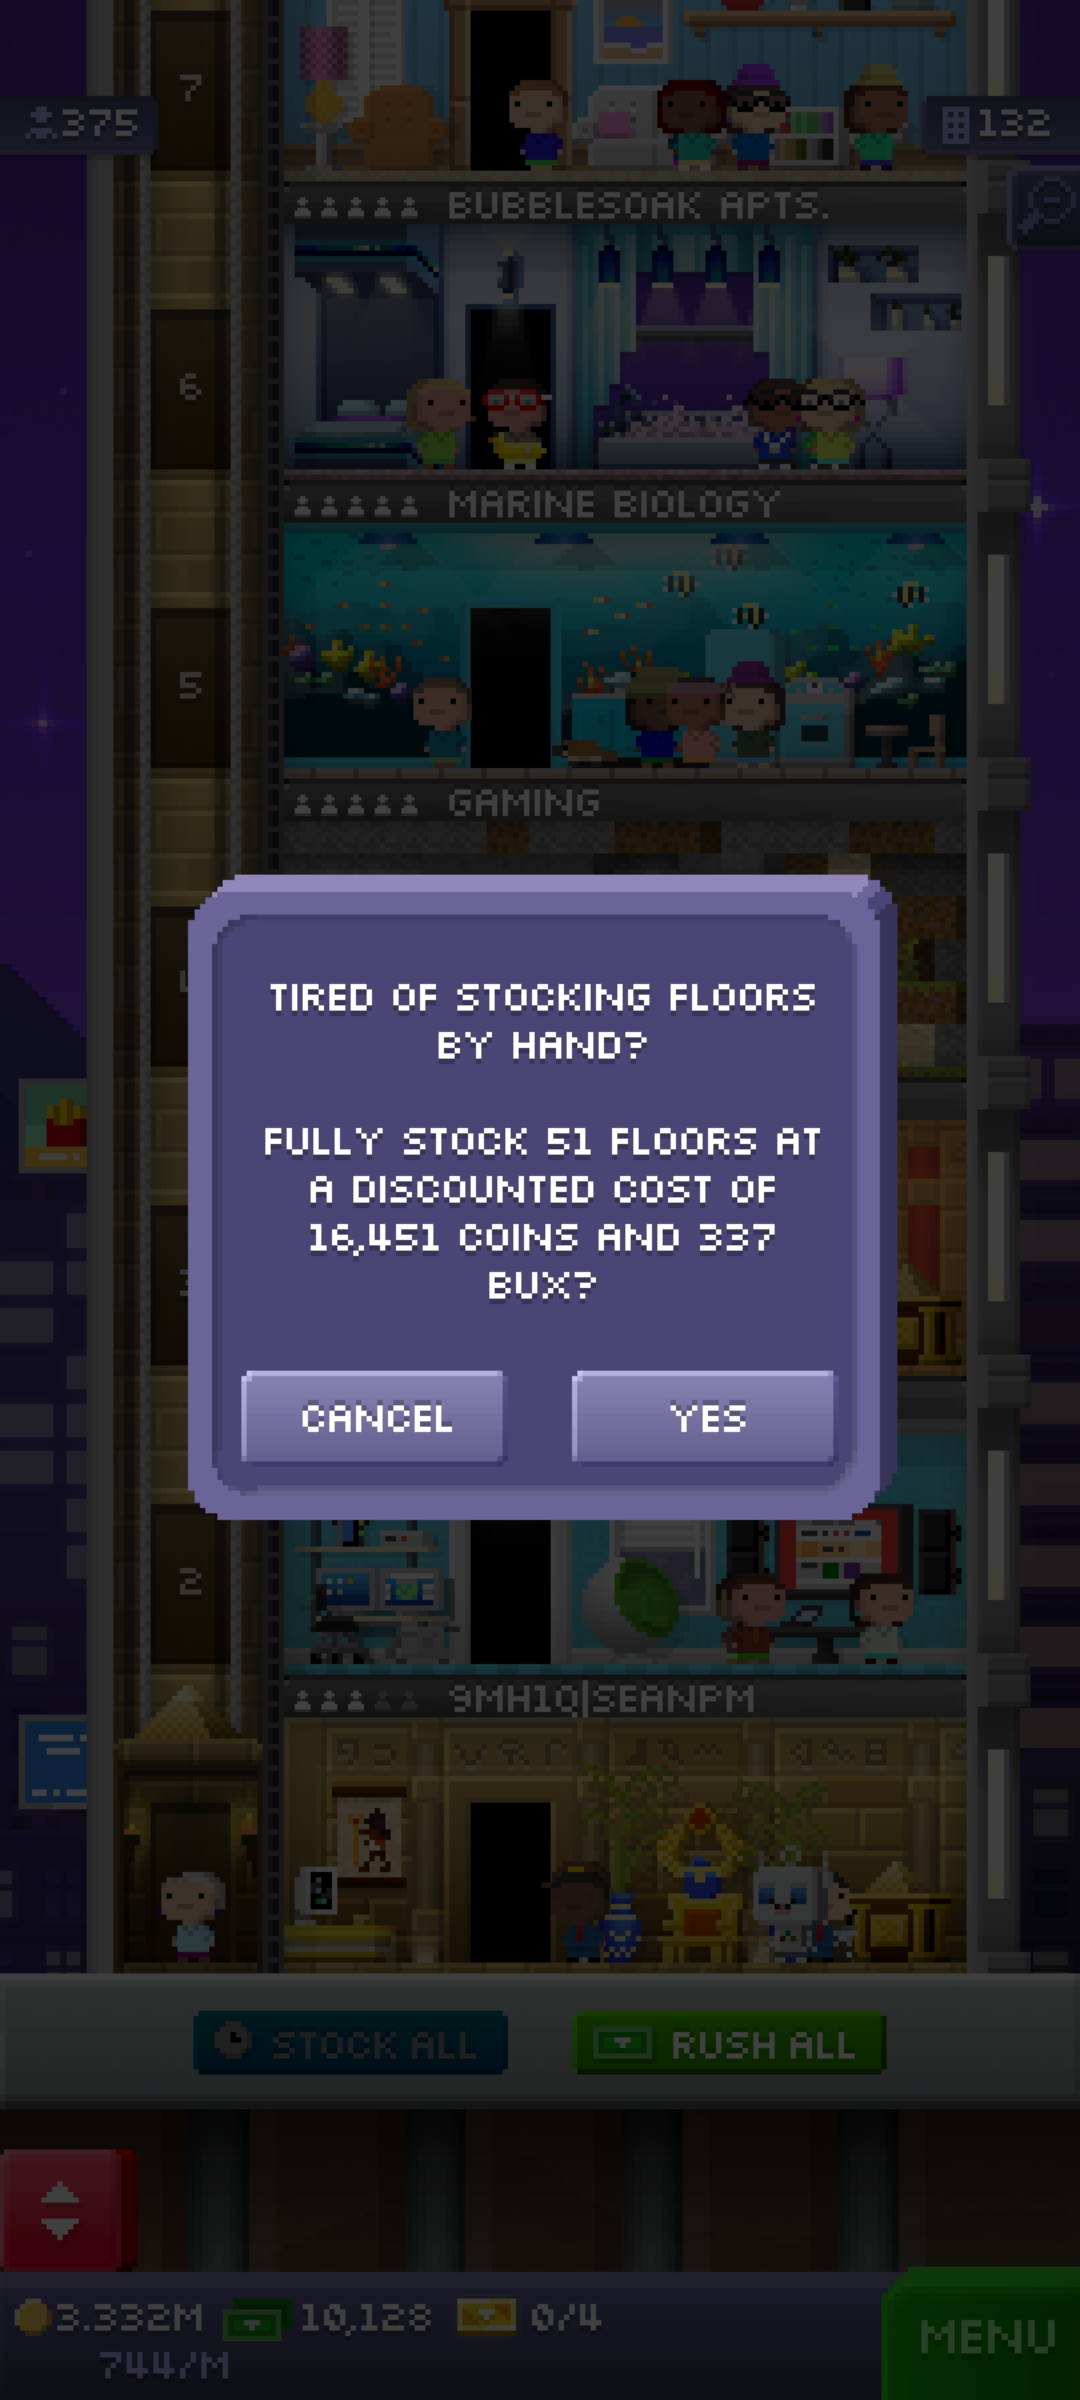 7
375
132
BUBBLESOAK APTS.
6
MARINE BIOLOGY
5
GAMING
TIRED OF STOCKING FLOORS
BY HAND?
FULLY STOCK 51 FLOORS AT
A DISCOUNTED COST OF
16,451 COINS AND 337
BUX?
CANCEL
YES
2
9MH1Q|SEANPM
STOCK ALL
RUSH ALL
3.332M
10,128
0/4
744/M
MENU